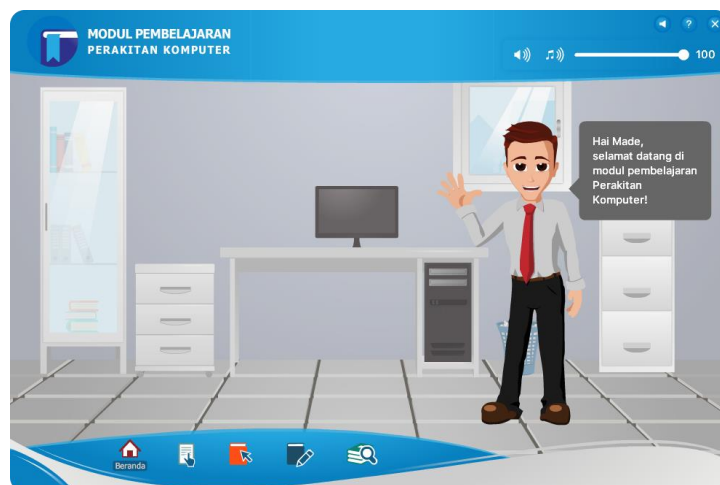 MODUL PEMBELAJARAN
PERAKITAN KOMPUTER
100
Hai Made,
selamat datang di
modul pembelajaran
Perakitan
Komputer!
Beranda